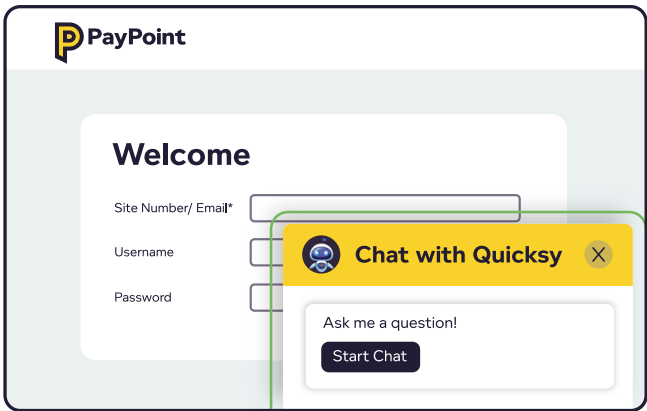 PayPoint
Welcome
Site Number/ Email*
Username
Password
Chat with Quicksy
X
Ask me a question!
Start Chat